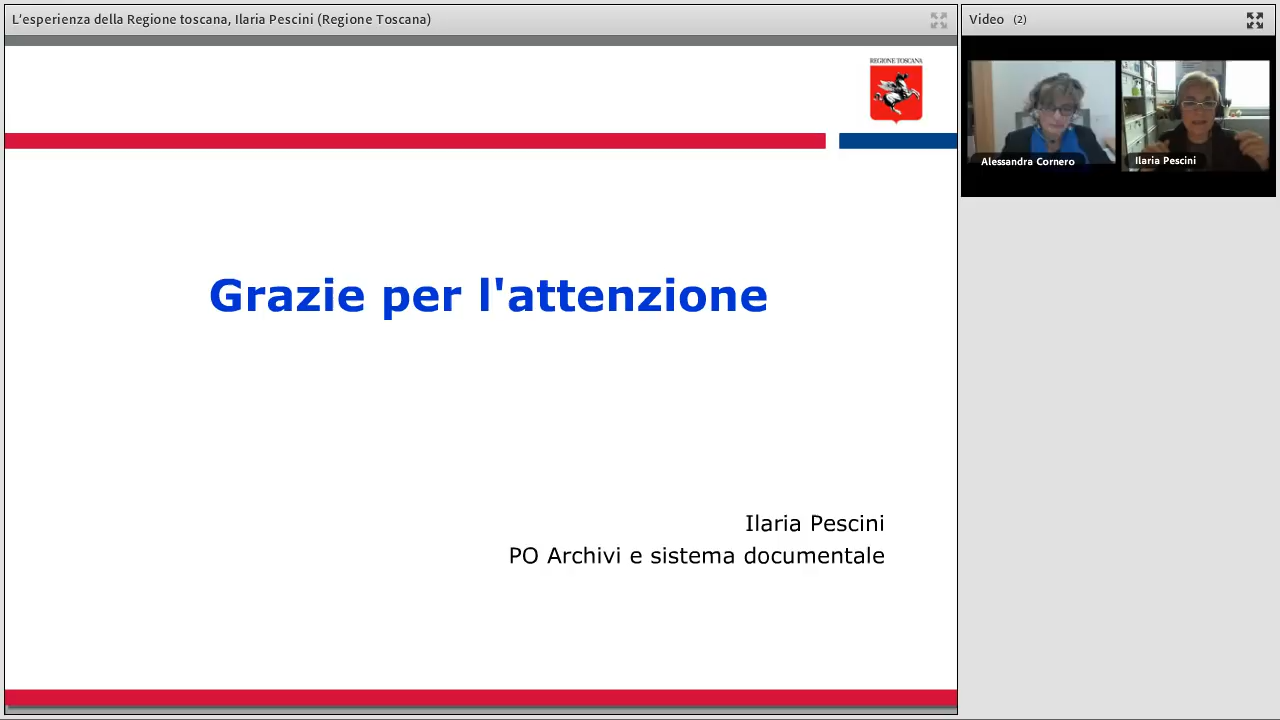 L'esperienza della Regione toscana, Ilaria Pescini (Regione Toscana)
Video (2)
REGIONE TOSCANA
Alessandra Cornero
Ilaria Pescini
Grazie per l'attenzione
Ilaria Pescini
PO Archivi e sistema documentale